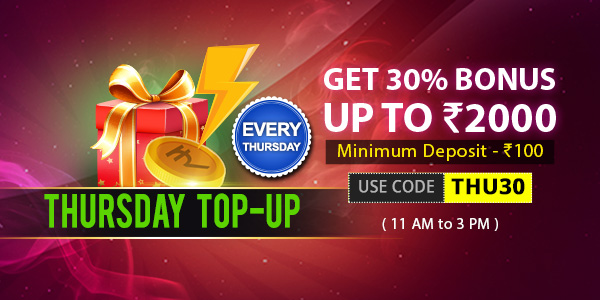 EVERY
THURSDAY
THURSDAY TOP-UP
GET 30% BONUS
UP TO ₹2000
Minimum Deposit - ₹100
USE CODE THU30
( 11 AM to 3 PM )